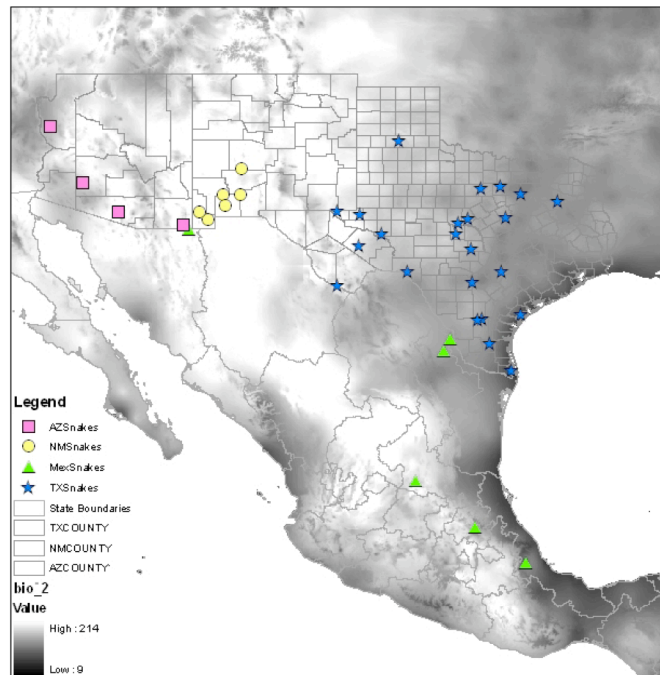 Legend
AZSnakes
NMSnakes
MexSnakes
TXSnakes
State Boundaries
TXCOUNTY
NMCOUNTY
AZCOUNTY
bio_2
Value
High : 214
Low : 9